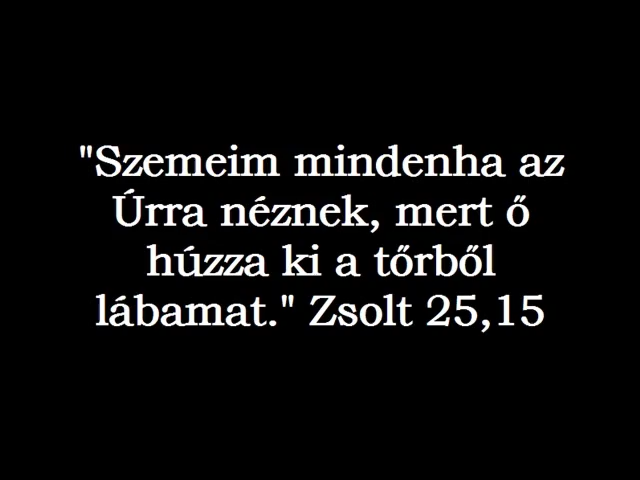 "Szemeim mindenha az
Úrra néznek, mert ő
húzza ki a tőrből
lábamat." Zsolt 25,15